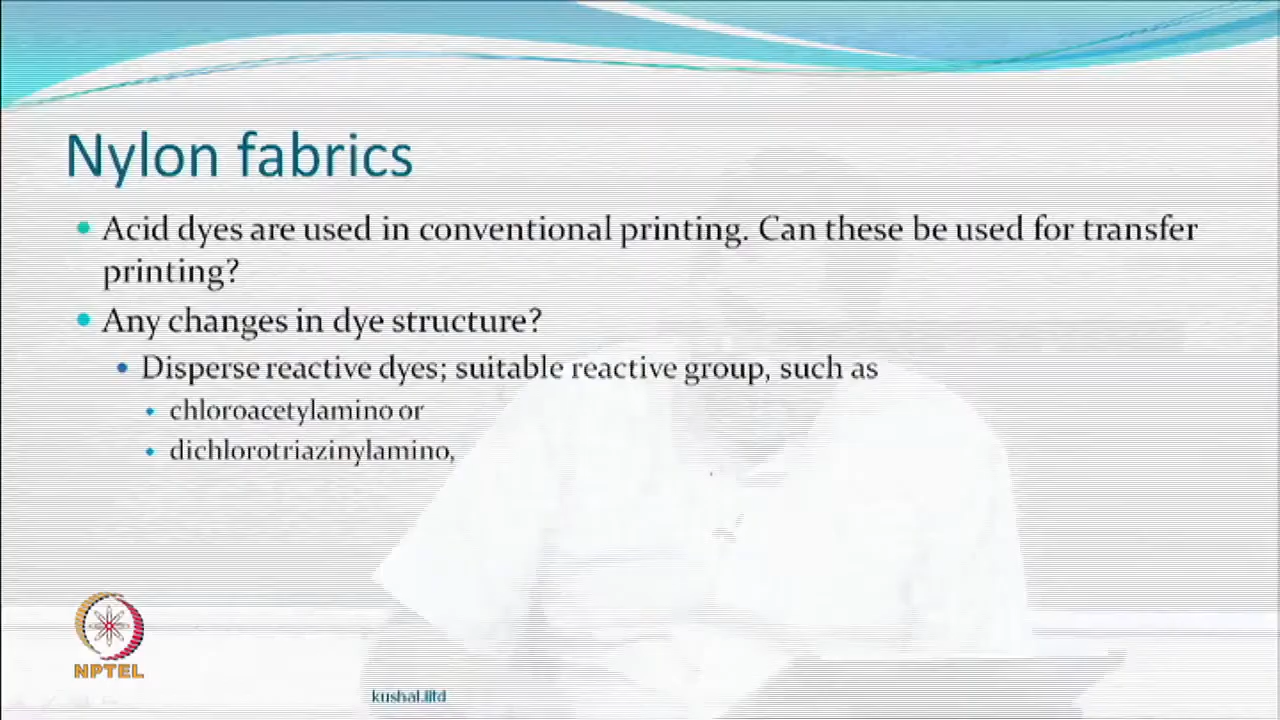 Nylon fabrics
Acid dyes are used in conventional printing. Can these be used for transfer
printing?
Any changes in dye structure?
Disperse reactive dyes; suitable reactive group, such as
chloroacetylamino or
dichlorotriazinylamino,
NPTEL
kushal.iitd